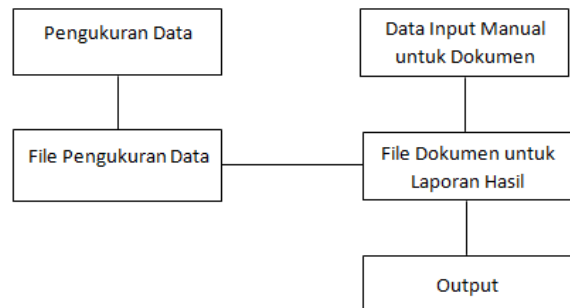 Pengukuran Data
Data Input Manual
untuk Dokumen
File Pengukuran Data
File Dokumen untuk
Laporan Hasil
Output